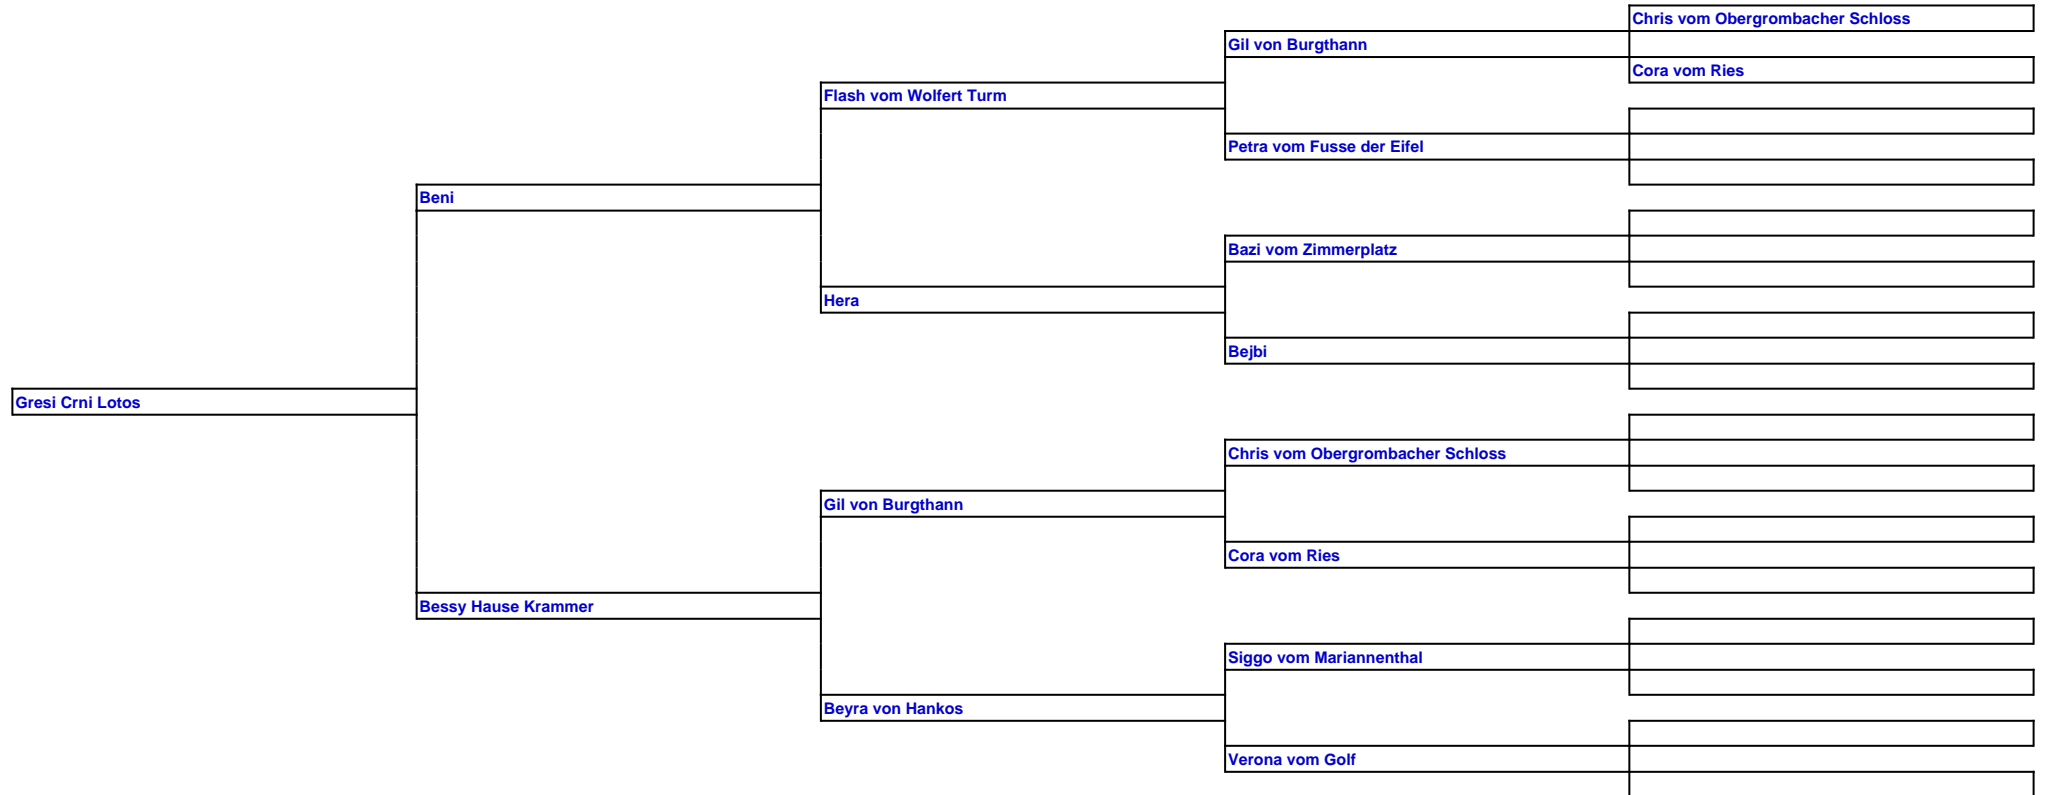 Chris vom Obergrombacher Schloss
Gil von Burgthann
Cora vom Ries
Flash vom Wolfert Turm
Petra vom Fusse der Eifel
Beni
Bazi vom Zimmerplatz
Hera
Bejbi
Gresi Crni Lotos
Chris vom Obergrombacher Schloss
Gil von Burgthann
Cora vom Ries
Bessy Hause Krammer
Siggo vom Mariannenthal
Beyra von Hankos
Verona vom Golf